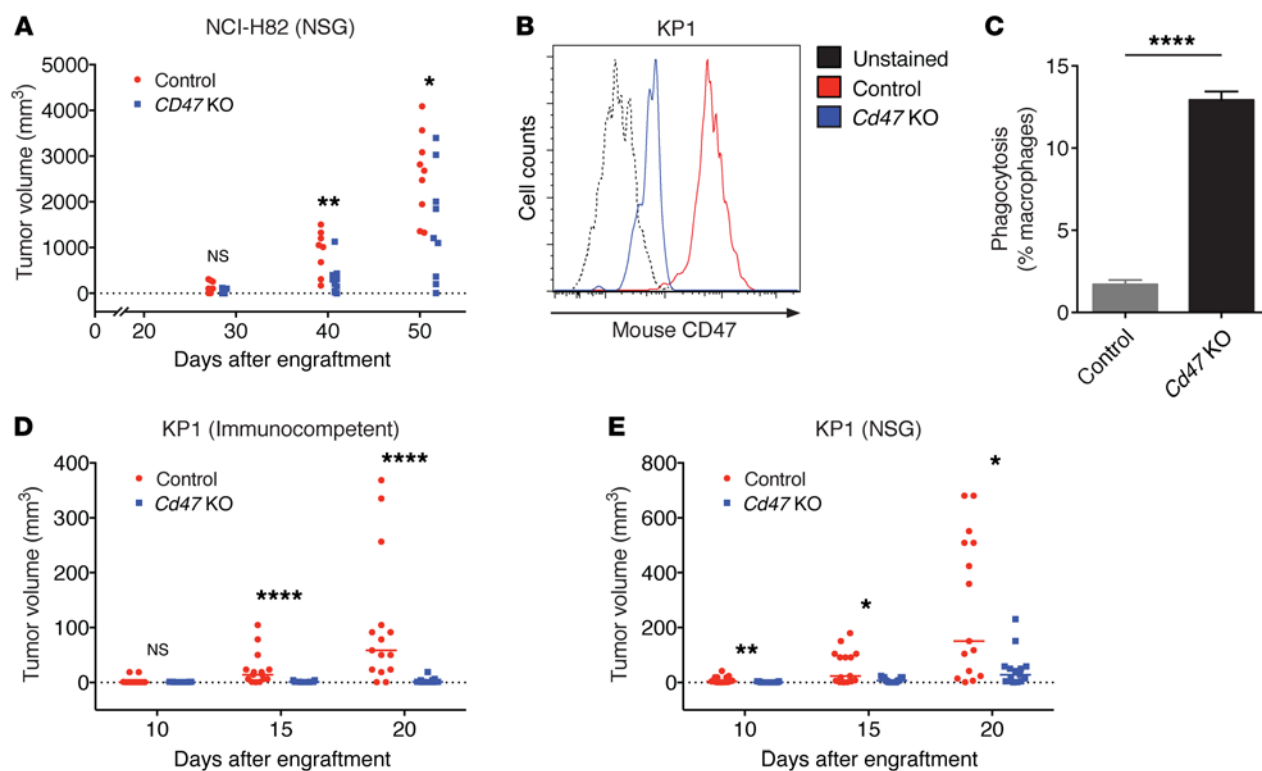 A
NCI-H82 (NSG)
Tumor volume (mm3)
5000
4000
3000
2000
1000
0
Control
CD47 KO
NS
**
*
0 20 30 40 50
Days after engraftment
B
KP1
Cell counts
Mouse CD47
Unstained
Control
Cd47 KO
C
****
Phagocytosis
(% macrophages)
15
10
5
0
Control
Cd47 KO
D
KP1 (Immunocompetent)
Tumor volume (mm3)
400
300
200
100
0
Control
Cd47 KO
NS
****
****
10 15 20
Days after engraftment
E
KP1 (NSG)
Tumor volume (mm3)
800
600
400
200
0
Control
Cd47 KO
**
*
*
10 15 20
Days after engraftment